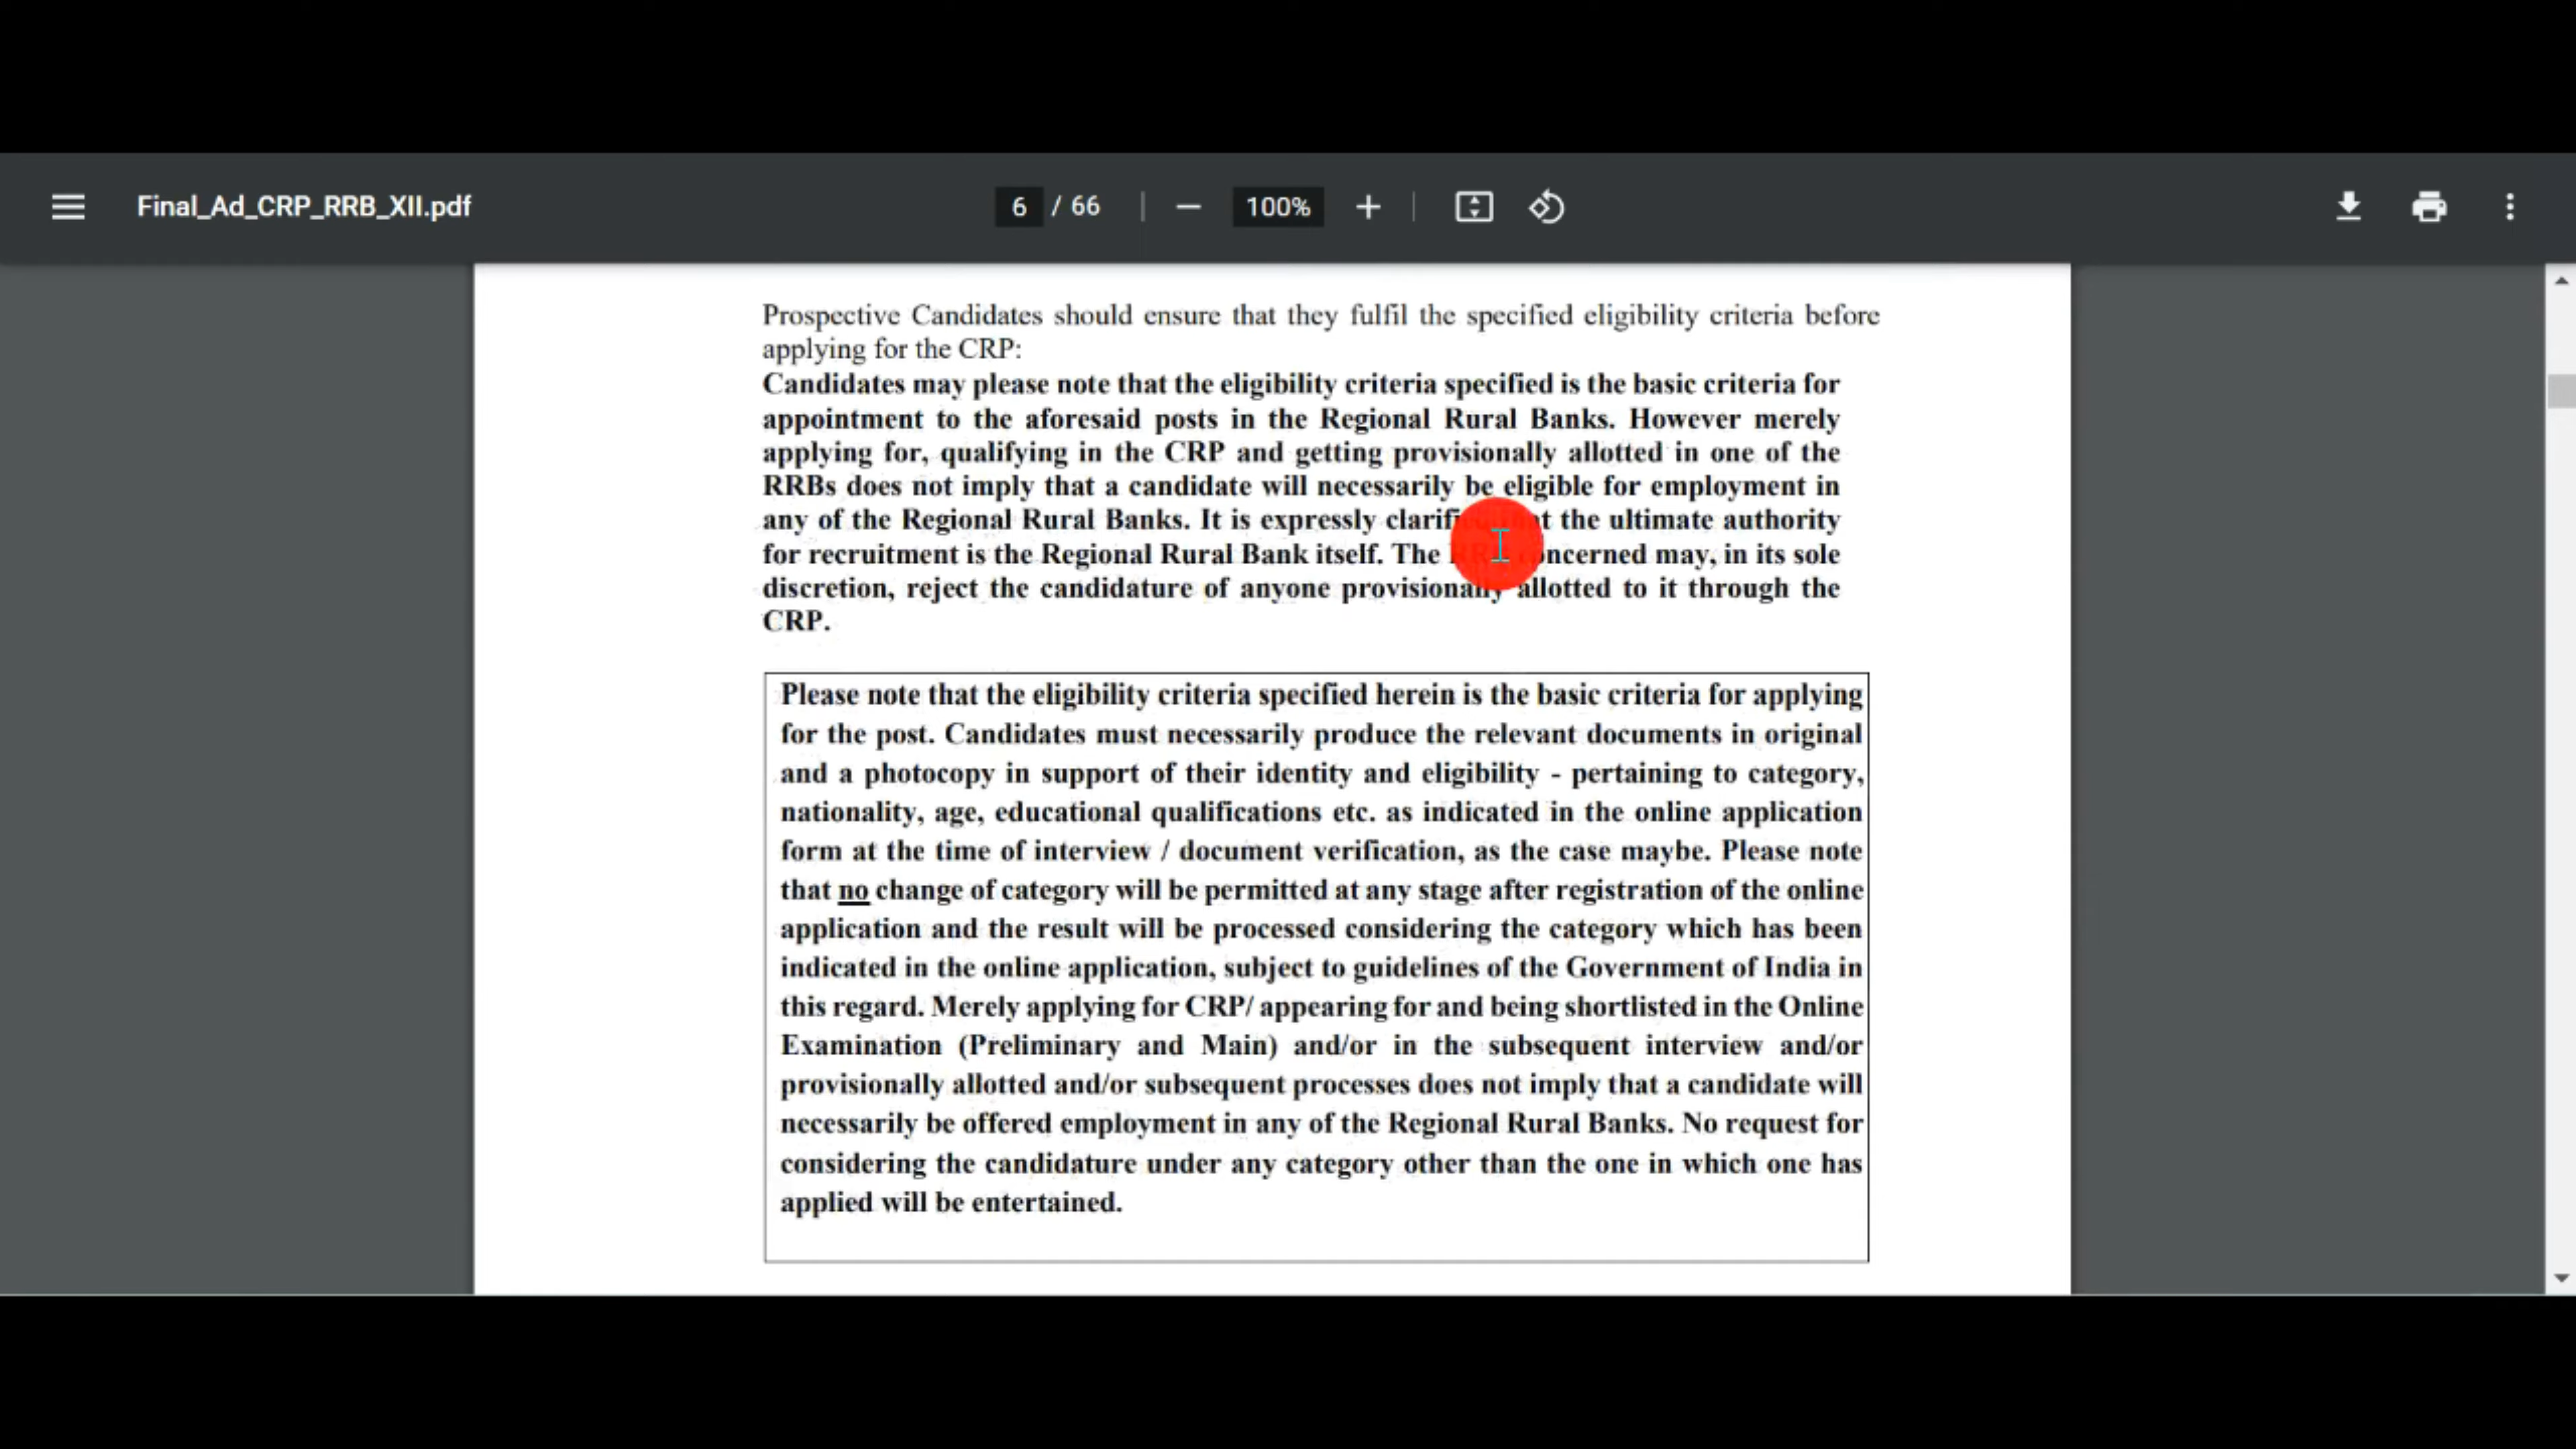 Final_Ad_CRP_RRB_XII.pdf
6 / 66
100%
Prospective Candidates should ensure that they fulfil the specified eligibility criteria before
applying for the CRP:
Candidates may please note that the eligibility criteria specified is the basic criteria for
appointment to the aforesaid posts in the Regional Rural Banks. However merely
applying for, qualifying in the CRP and getting provisionally allotted in one of the
RRBs does not imply that a candidate will necessarily be eligible for employment in
any of the Regional Rural Banks. It is expressly clarified that the ultimate authority
for recruitment is the Regional Rural Bank itself. The RRB concerned may, in its sole
discretion, reject the candidature of anyone provisionally allotted to it through the
CRP.
Please note that the eligibility criteria specified herein is the basic criteria for applying
for the post. Candidates must necessarily produce the relevant documents in original
and a photocopy in support of their identity and eligibility - pertaining to category,
nationality, age, educational qualifications etc. as indicated in the online application
form at the time of interview / document verification, as the case maybe. Please note
that no change of category will be permitted at any stage after registration of the online
application and the result will be processed considering the category which has been
indicated in the online application, subject to guidelines of the Government of India in
this regard. Merely applying for CRP/ appearing for and being shortlisted in the Online
Examination (Preliminary and Main) and/or in the subsequent interview and/or
provisionally allotted and/or subsequent processes does not imply that a candidate will
necessarily be offered employment in any of the Regional Rural Banks. No request for
considering the candidature under any category other than the one in which one has
applied will be entertained.